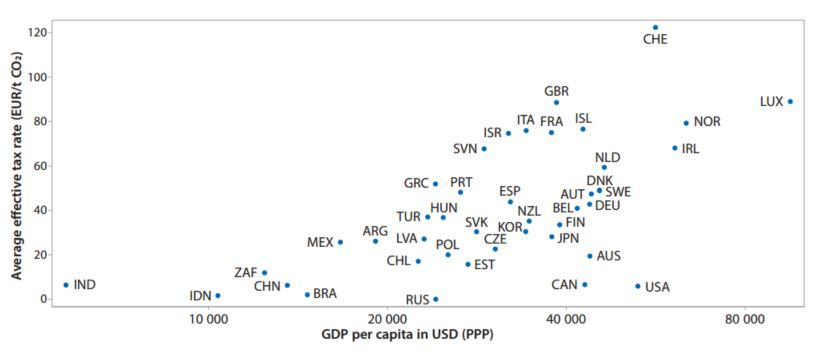 Average effective tax rate (EUR/t CO₂)
120
100
80
60
40
20
0
CHE
GBR
LUX
ITA FRA ISL
NOR
ISR
SVN
IRL
NLD
GRC PRT
DNK
ESP
AUT SWE
BEL DEU
TUR HUN
NZL
SVK
KOR FIN
ARG LVA
CZE JPN
MEX
POL
CHL
EST
AUS
ZAF
IND
CHN
CAN USA
IDN BRA
RUS
10 000
20 000
40 000
80 000
GDP per capita in USD (PPP)